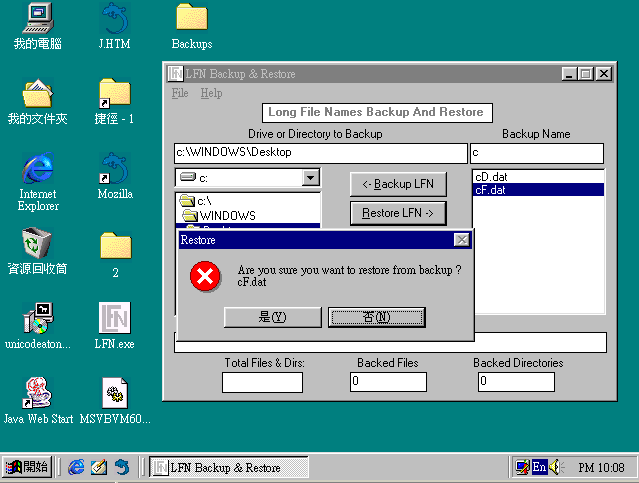 我的電腦
J.HTM
Backups
我的文件夾
捷徑 - 1
Internet
Explorer
Mozilla
資源回收筒
2
unicodeaton...
LFN.exe
Java Web Start
MSVBVM60...
LFN Backup & Restore
File Help
Long File Names Backup And Restore
Drive or Directory to Backup
Backup Name
c:\WINDOWS\Desktop
c
c:
<- Backup LFN
cD.dat
cF.dat
c:\
WINDOWS
Restore LFN ->
Restore
Are you sure you want to restore from backup ?
cF.dat
是(Y)
否(N)
Total Files & Dirs:
Backed Files
Backed Directories
0
0
開始
LFN Backup & Restore
En
PM 10:08